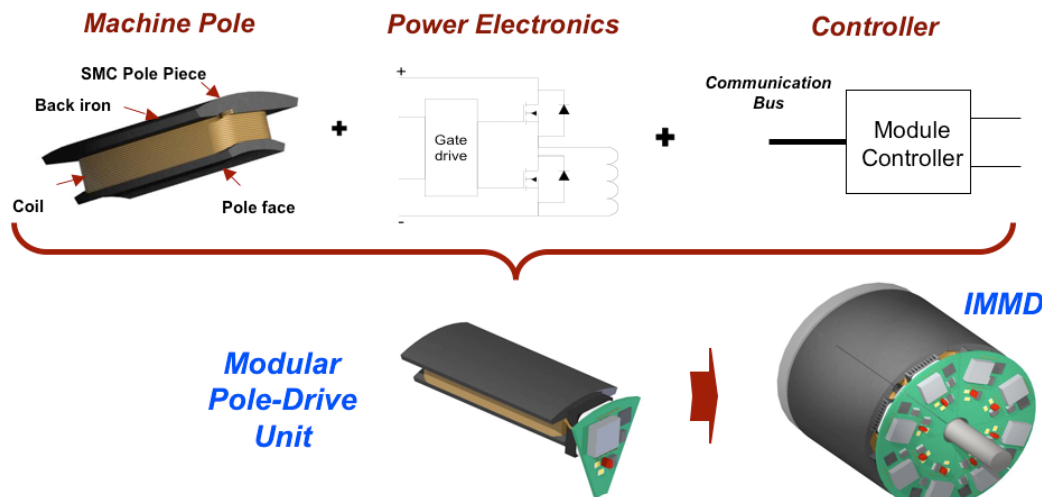 Machine Pole
Power Electronics
Controller
SMC Pole Piece
Back iron
Coil
Pole face
+
+
Gate
drive
-
+
Communication
Bus
Module
Controller
Modular
Pole-Drive
Unit
IMMD